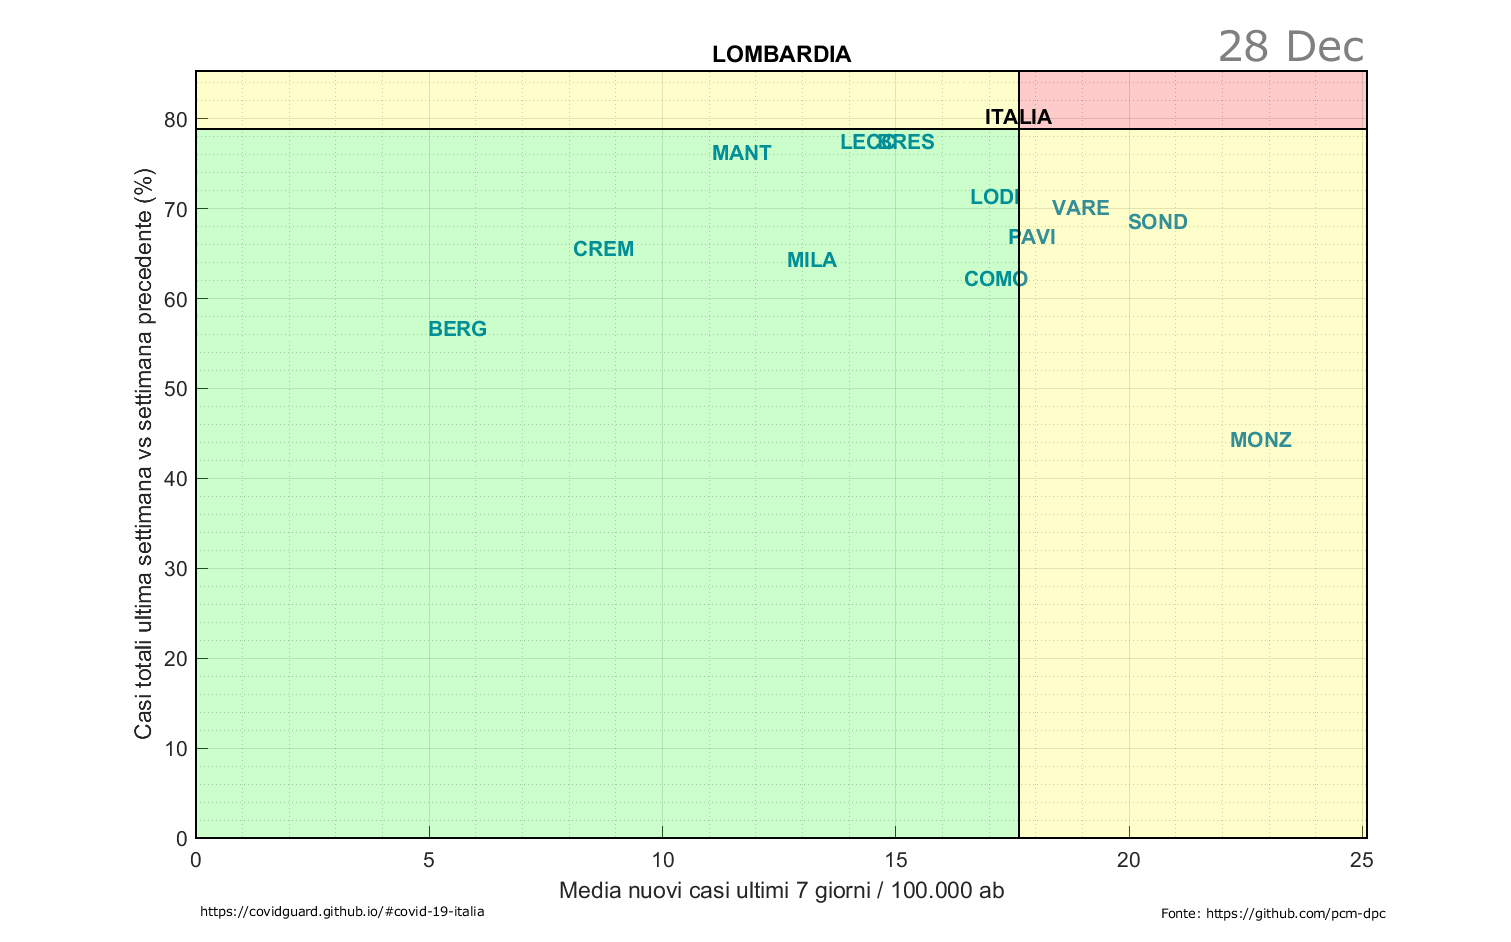 LOMBARDIA
28 Dec
ITALIA
LECC
BRES
MANT
LODI
VARE
SOND
PAVI
CREM
MILA
COMO
BERG
MONZ
Casi totali ultima settimana vs settimana precedente (%)
80
70
60
50
40
30
20
10
0
0 5 10 15 20 25
Media nuovi casi ultimi 7 giorni / 100.000 ab
https://covidguard.github.io/#covid-19-italia
Fonte: https://github.com/pcm-dpc